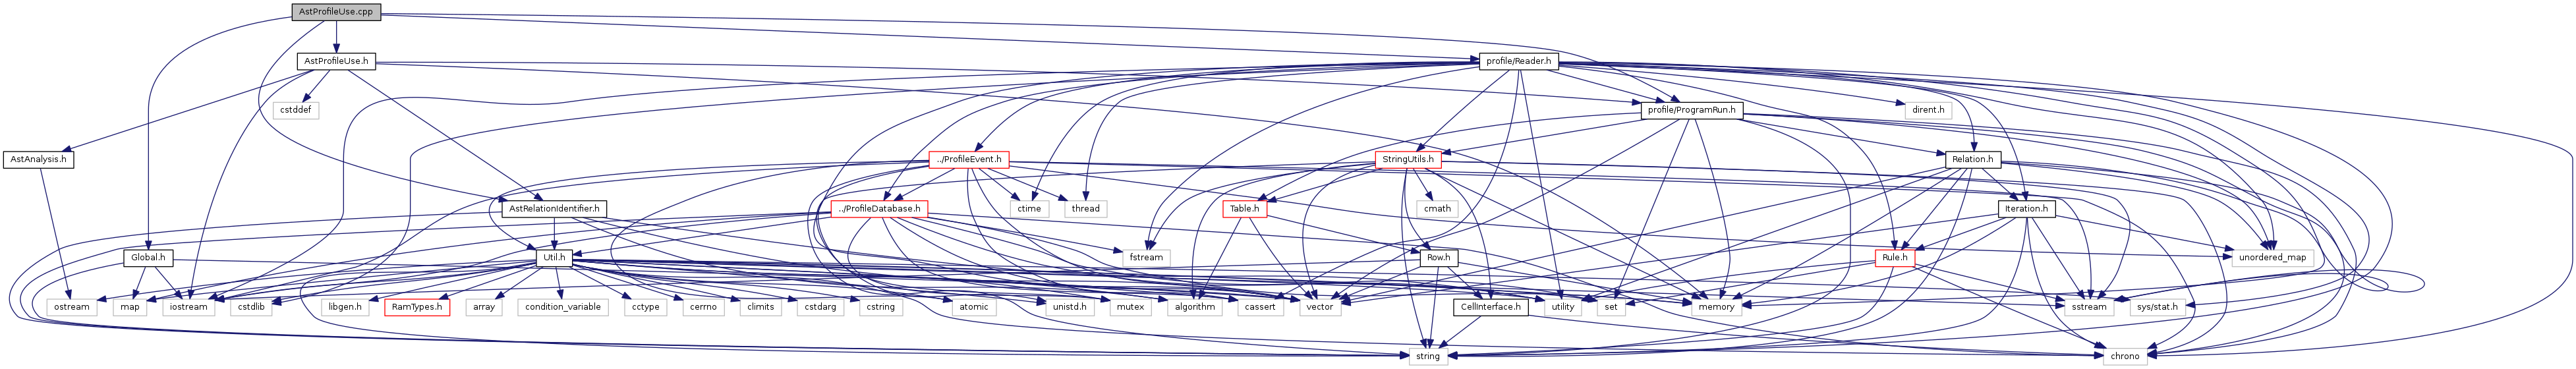 AstProfileUse.cpp
AstProfileUse.h
profile/Reader.h
cstddef
profile/ProgramRun.h
dirent.h
AstAnalysis.h
../ProfileEvent.h
StringUtils.h
Relation.h
AstRelationIdentifier.h
../ProfileDatabase.h
ctime
thread
Table.h
cmath
Iteration.h
Global.h
Util.h
fstream
Row.h
Rule.h
unordered_map
ostream
map
iostream
cstdlib
libgen.h
RamTypes.h
array
condition_variable
cctype
cerrno
climits
cstdarg
cstring
atomic
unistd.h
mutex
algorithm
cassert
vector
CellInterface.h
utility
set
memory
sstream
sys/stat.h
string
chrono